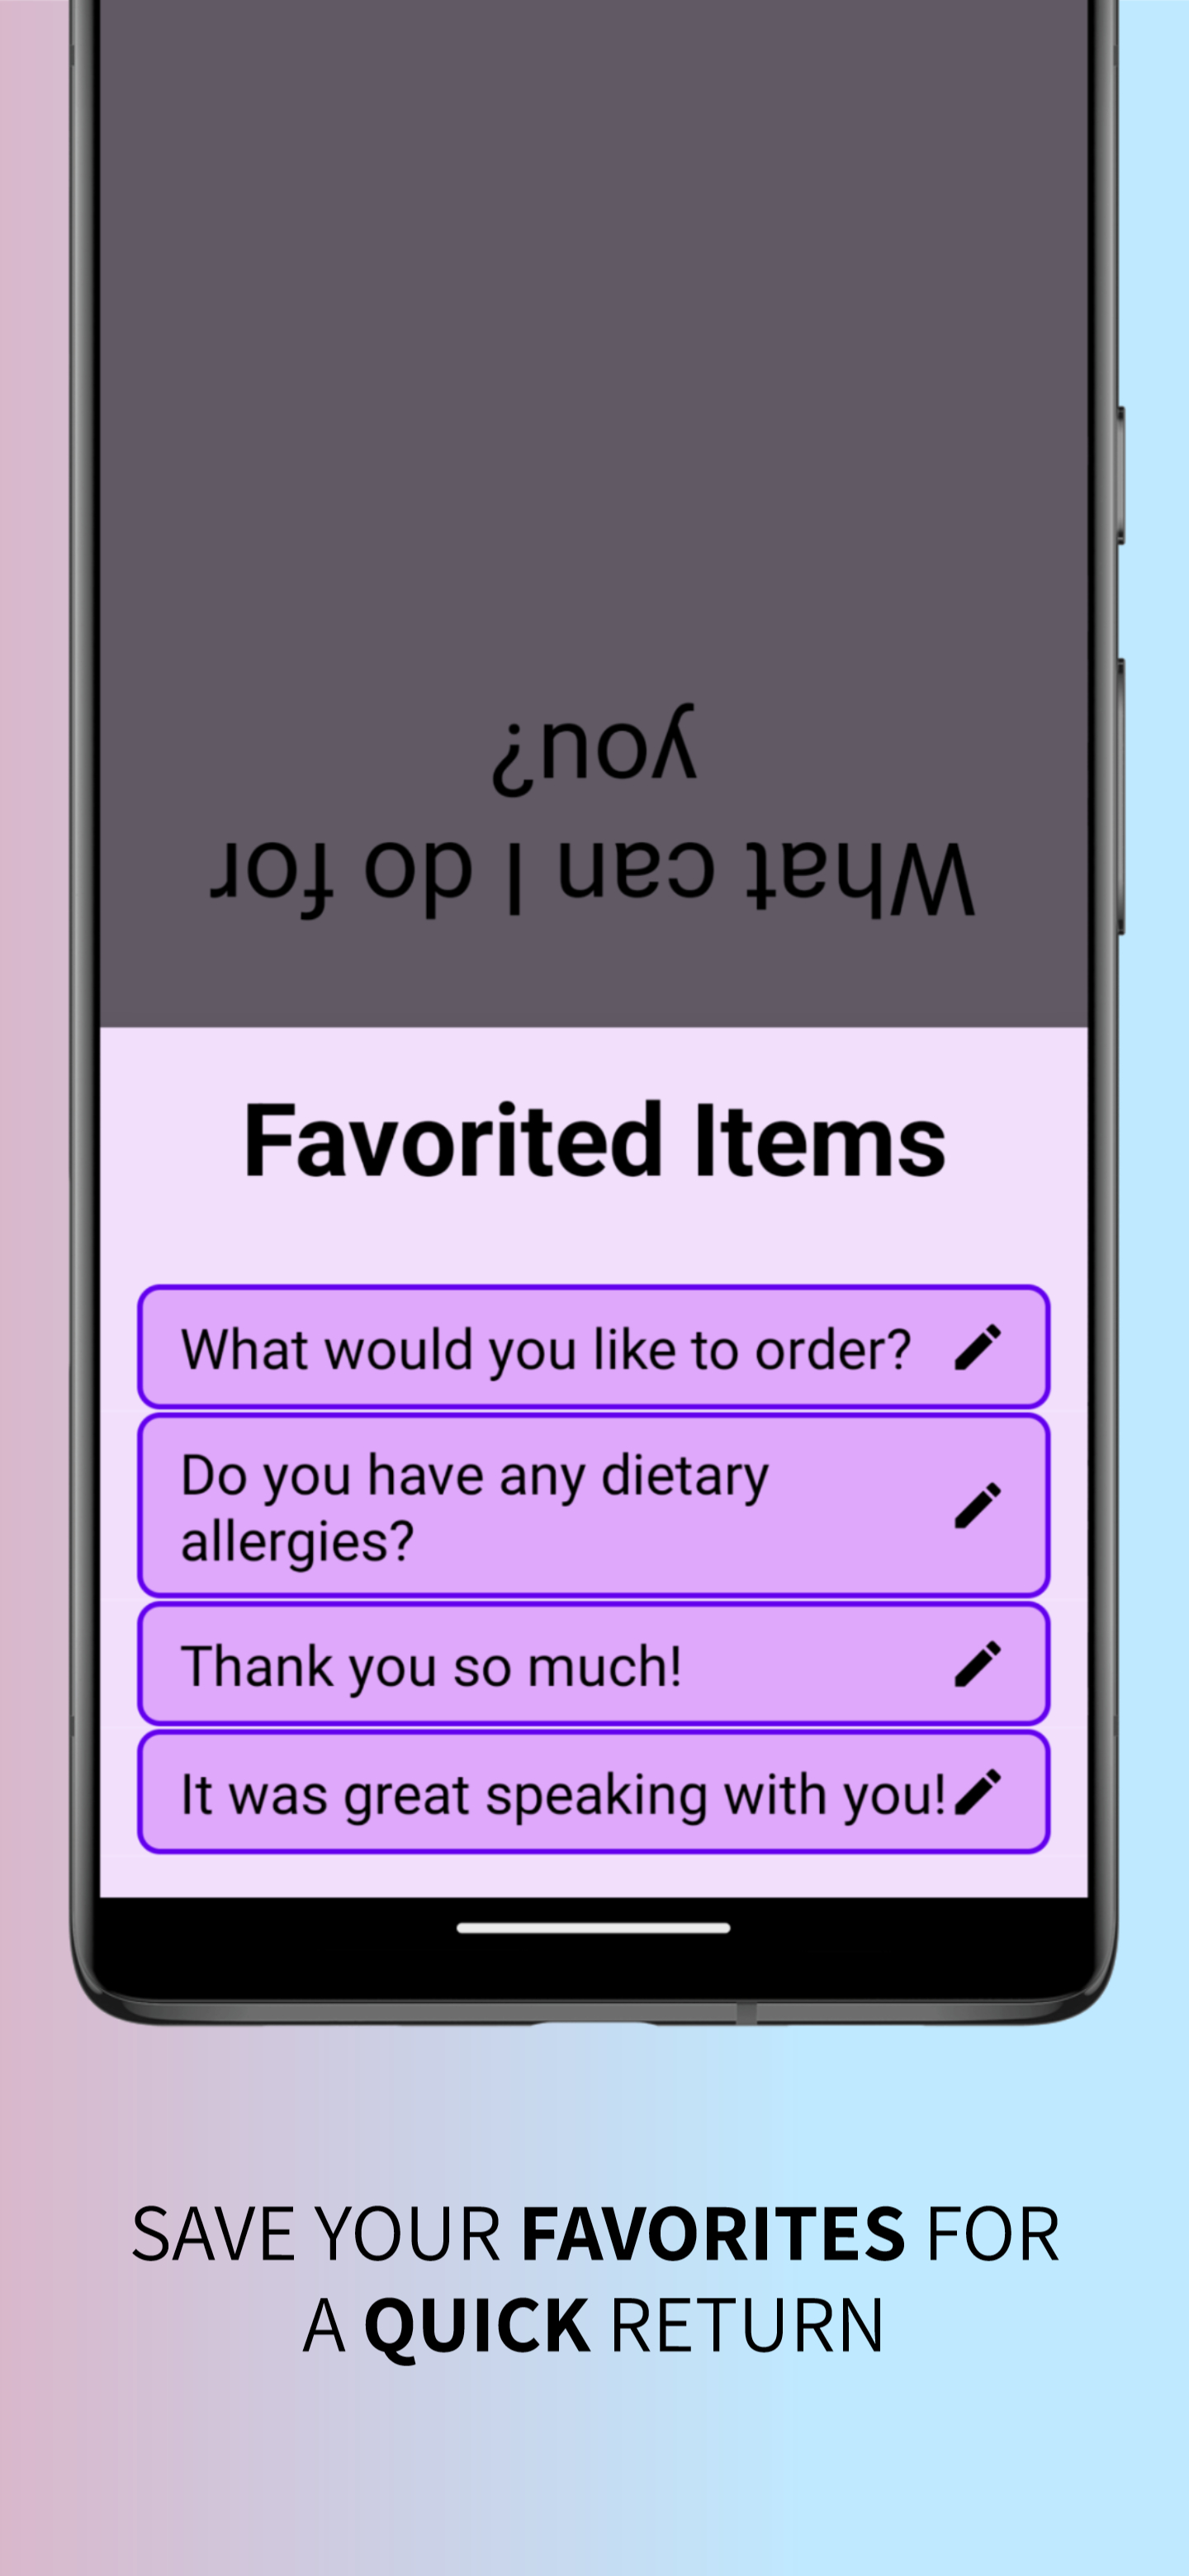 What can I do for
you?
Favorited Items
What would you like to order?
Do you have any dietary
allergies?
Thank you so much!
It was great speaking with you!
SAVE YOUR FAVORITES FOR
A QUICK RETURN